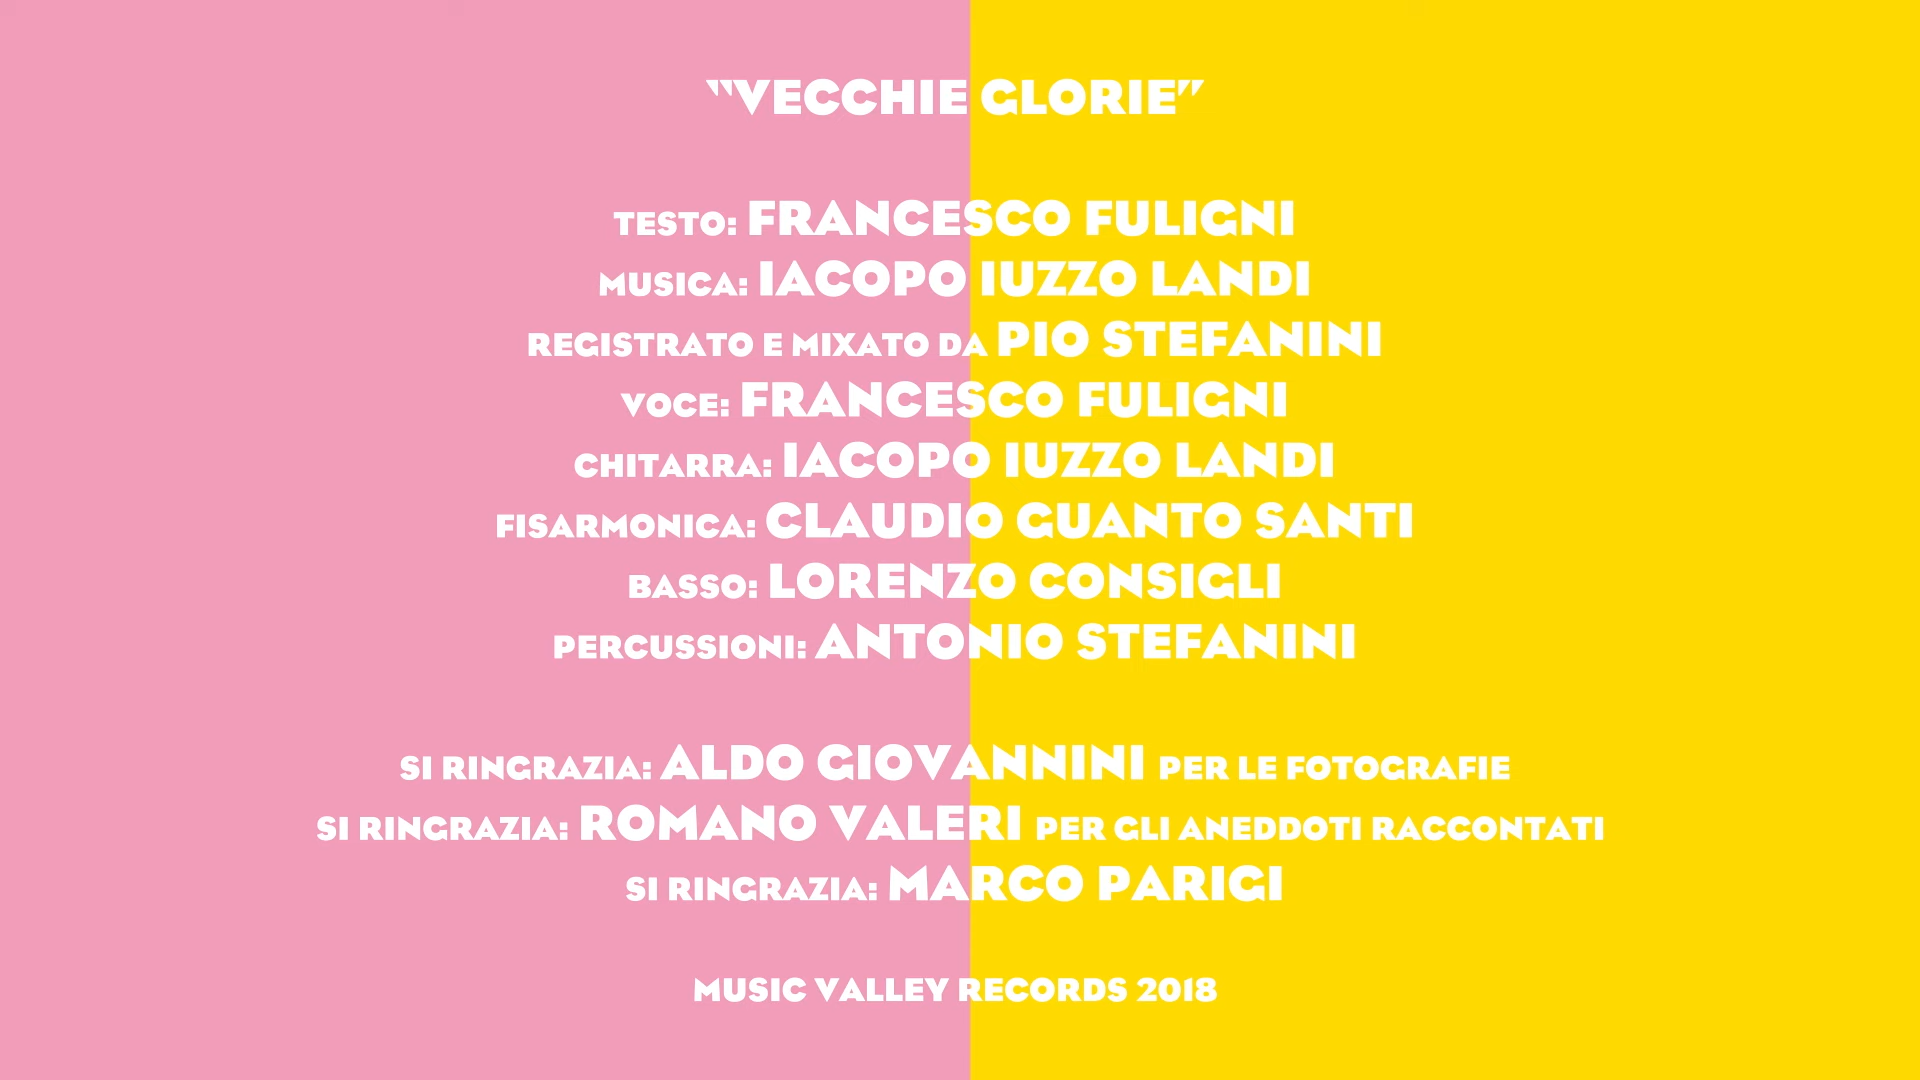 "VECCHIE GLORIE"
TESTO: FRANCESCO FULIGNI
MUSICA: IACOPO IUZZO LANDI
REGISTRATO E MIXATO DA PIO STEFANINI
VOCE: FRANCESCO FULIGNI
CHITARRA: IACOPO IUZZO LANDI
FISARMONICA: CLAUDIO GUANTO SANTI
BASSO: LORENZO CONSIGLI
PERCUSSIONI: ANTONIO STEFANINI
SI RINGRAZIA: ALDO GIOVANNINI PER LE FOTOGRAFIE
SI RINGRAZIA: ROMANO VALERI PER GLI ANEDDOTI RACCONTATI
SI RINGRAZIA: MARCO PARIGI
MUSIC VALLEY RECORDS 2018